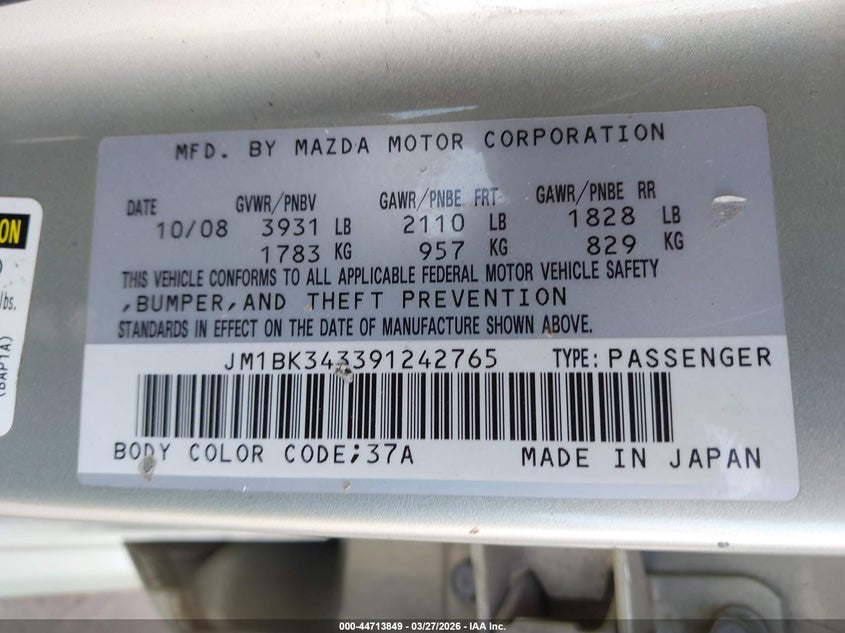 MFD. BY MAZDA MOTOR CORPORATION
DATE GVWR/PNBV GAWR/PNBE FRT GAWR/PNBE RR
10/08 3931 LB 2110 LB 1828 LB
1783 KG 957 KG 829 KG
THIS VEHICLE CONFORMS TO ALL APPLICABLE FEDERAL MOTOR VEHICLE SAFETY
,BUMPER,AND THEFT PREVENTION
STANDARDS IN EFFECT ON THE DATE OF MANUFACTURE SHOWN ABOVE.
JM1BK343391242765 TYPE: PASSENGER
BODY COLOR CODE;37A MADE IN JAPAN
ON
lbs.
(BAP1A)
000-44713849 - 03/27/2026 - IAA Inc.